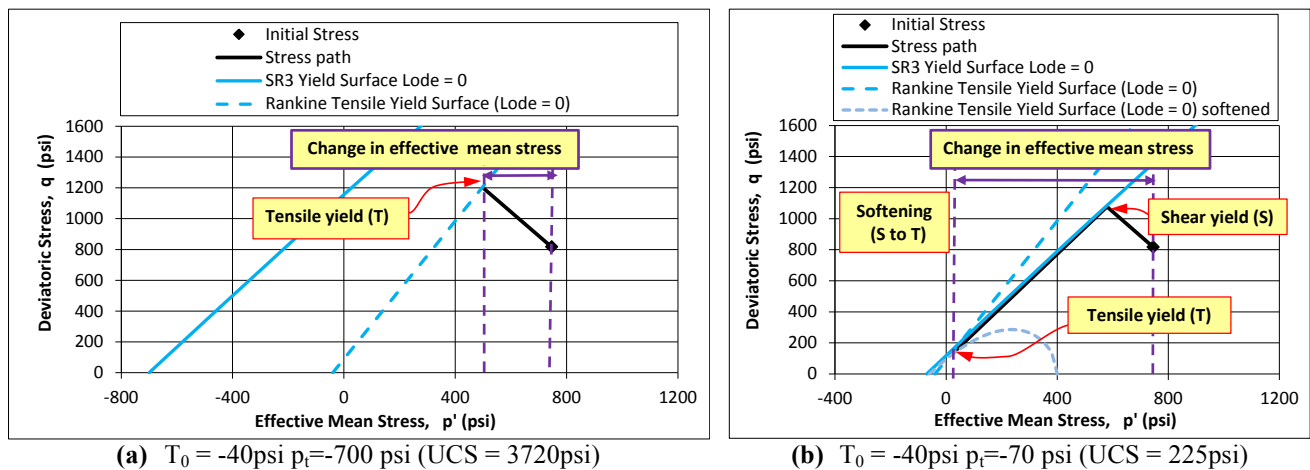 Initial Stress
Stress path
SR3 Yield Surface Lode = 0
Rankine Tensile Yield Surface (Lode = 0)
1600
1400
1200
1000
800
600
400
200
0
Deviatoric Stress, q (psi)
Change in effective mean stress
Tensile yield (T)
-800
-400
0
400
800
1200
Effective Mean Stress, p' (psi)
(a) T0 = -40psi pt=-700 psi (UCS = 3720psi)
Initial Stress
Stress path
SR3 Yield Surface Lode = 0
Rankine Tensile Yield Surface (Lode = 0)
Rankine Tensile Yield Surface (Lode = 0) softened
1600
1400
1200
1000
800
600
400
200
0
Deviatoric Stress, q (psi)
Change in effective mean stress
Softening
(S to T)
Shear yield (S)
Tensile yield (T)
-400
0
400
800
1200
Effective Mean Stress, p' (psi)
(b) T0 = -40psi pt=-70 psi (UCS = 225psi)